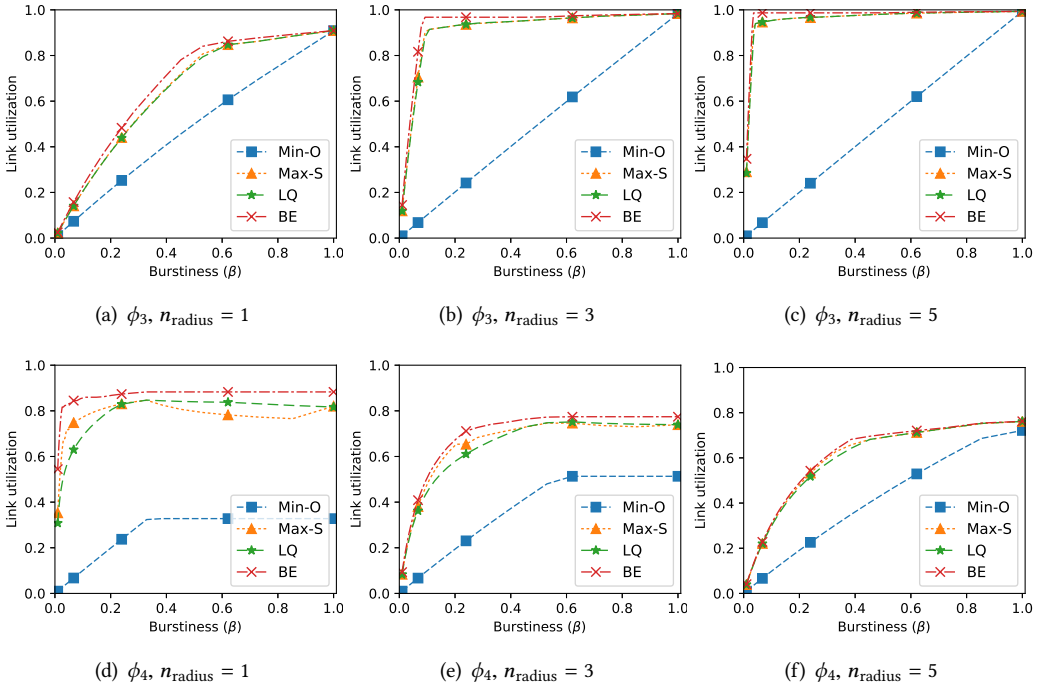 Link utilization
1.0
0.8
0.6
0.4
0.2
0.0
Min-O
Max-S
LQ
BE
0.0 0.2 0.4 0.6 0.8 1.0
Burstiness (β)
(a) ϕ₃, n_radius = 1
Link utilization
1.0
0.8
0.6
0.4
0.2
0.0
Min-O
Max-S
LQ
BE
0.0 0.2 0.4 0.6 0.8 1.0
Burstiness (β)
(b) ϕ₃, n_radius = 3
Link utilization
1.0
0.8
0.6
0.4
0.2
0.0
Min-O
Max-S
LQ
BE
0.0 0.2 0.4 0.6 0.8 1.0
Burstiness (β)
(c) ϕ₃, n_radius = 5
Link utilization
1.0
0.8
0.6
0.4
0.2
0.0
Min-O
Max-S
LQ
BE
0.0 0.2 0.4 0.6 0.8 1.0
Burstiness (β)
(d) ϕ₄, n_radius = 1
Link utilization
1.0
0.8
0.6
0.4
0.2
0.0
Min-O
Max-S
LQ
BE
0.0 0.2 0.4 0.6 0.8 1.0
Burstiness (β)
(e) ϕ₄, n_radius = 3
Link utilization
1.0
0.8
0.6
0.4
0.2
0.0
Min-O
Max-S
LQ
BE
0.0 0.2 0.4 0.6 0.8 1.0
Burstiness (β)
(f) ϕ₄, n_radius = 5